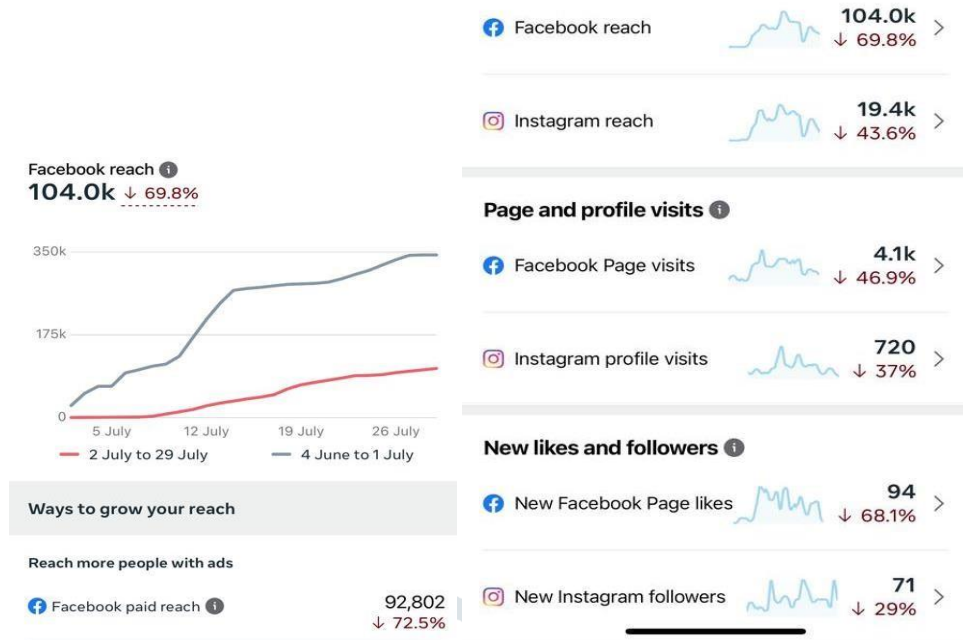 Facebook reach
104.0k ↓ 69.8%
350k
175k
0
5 July 12 July 19 July 26 July
2 July to 29 July 4 June to 1 July
Ways to grow your reach
Reach more people with ads
Facebook paid reach 92,802
↓ 72.5%
Facebook reach 104.0k
↓ 69.8%
Instagram reach 19.4k
↓ 43.6%
Page and profile visits
Facebook Page visits 4.1k
↓ 46.9%
Instagram profile visits 720
↓ 37%
New likes and followers
New Facebook Page likes 94
↓ 68.1%
New Instagram followers 71
↓ 29%